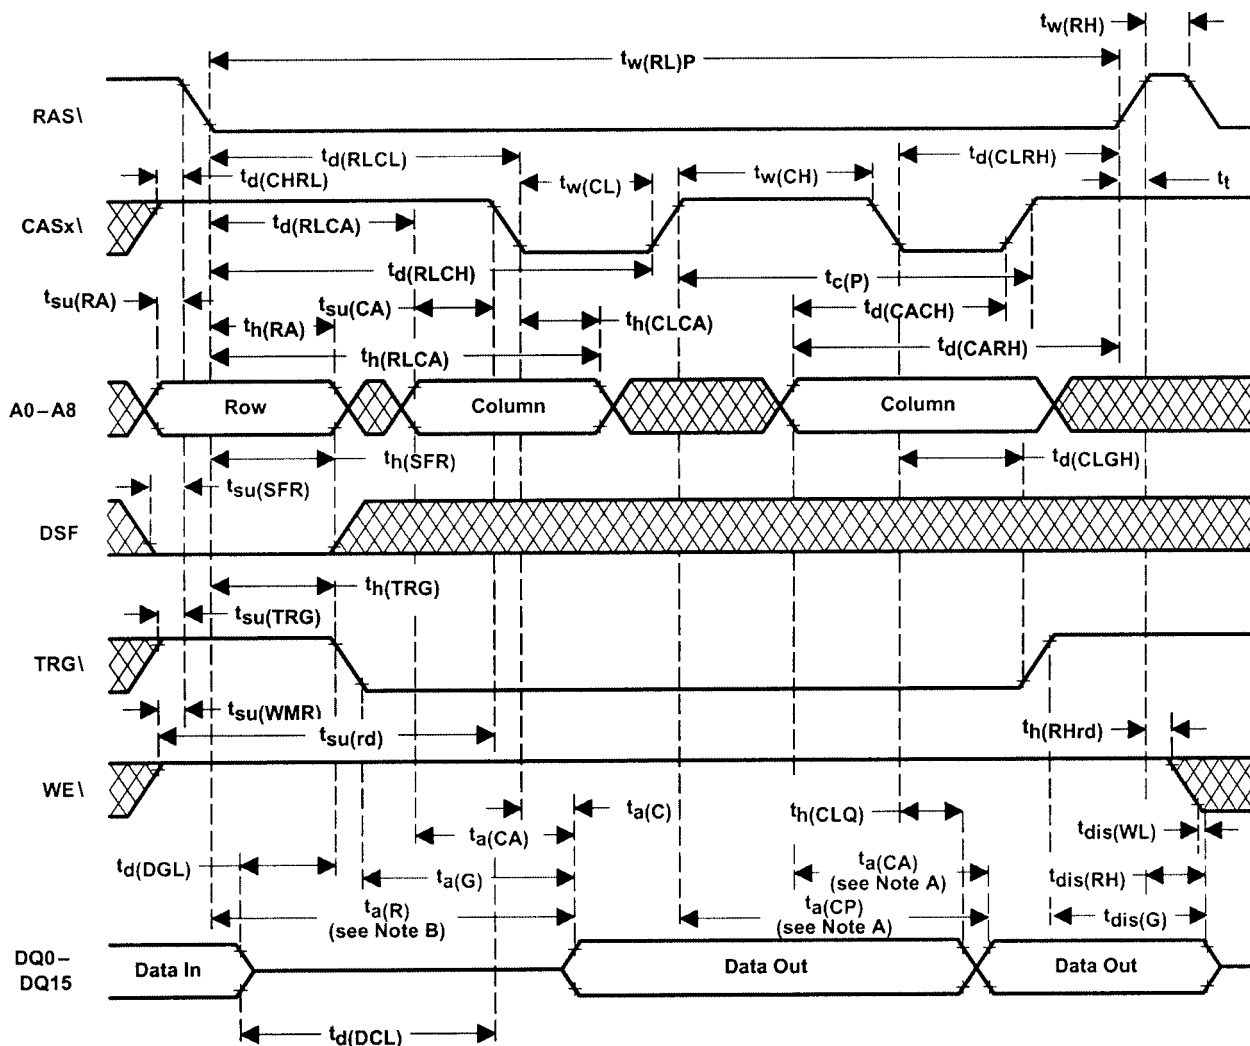 tw(RH)
tw(RL)P
RAS\
td(RLCL)
td(CLRH)
td(CHRL)
tw(CL)
tw(CH)
tt
CASx\
td(RLCA)
td(RLCH)
tc(P)
tsu(RA)
tsu(CA)
th(RA)
th(CLCA)
td(CACH)
th(RLCA)
td(CARH)
A0–A8
Row
Column
Column
th(SFR)
td(CLGH)
tsu(SFR)
DSF
th(TRG)
tsu(TRG)
TRG\
tsu(WMR)
tsu(rd)
th(RHrd)
WE\
ta(C)
th(CLQ)
ta(CA)
tdis(WL)
td(DGL)
ta(CA)
(see Note A)
ta(G)
tdis(RH)
ta(R)
(see Note B)
ta(CP)
(see Note A)
tdis(G)
DQ0–
DQ15
Data In
Data Out
Data Out
td(DCL)